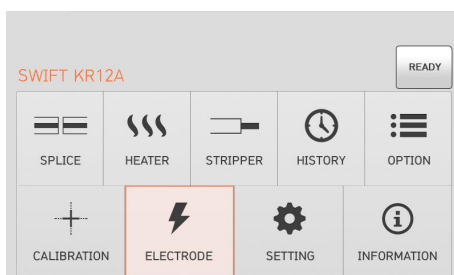 READY
SWIFT KR12A
SPLICE HEATER STRIPPER HISTORY OPTION
CALIBRATION ELECTRODE SETTING INFORMATION